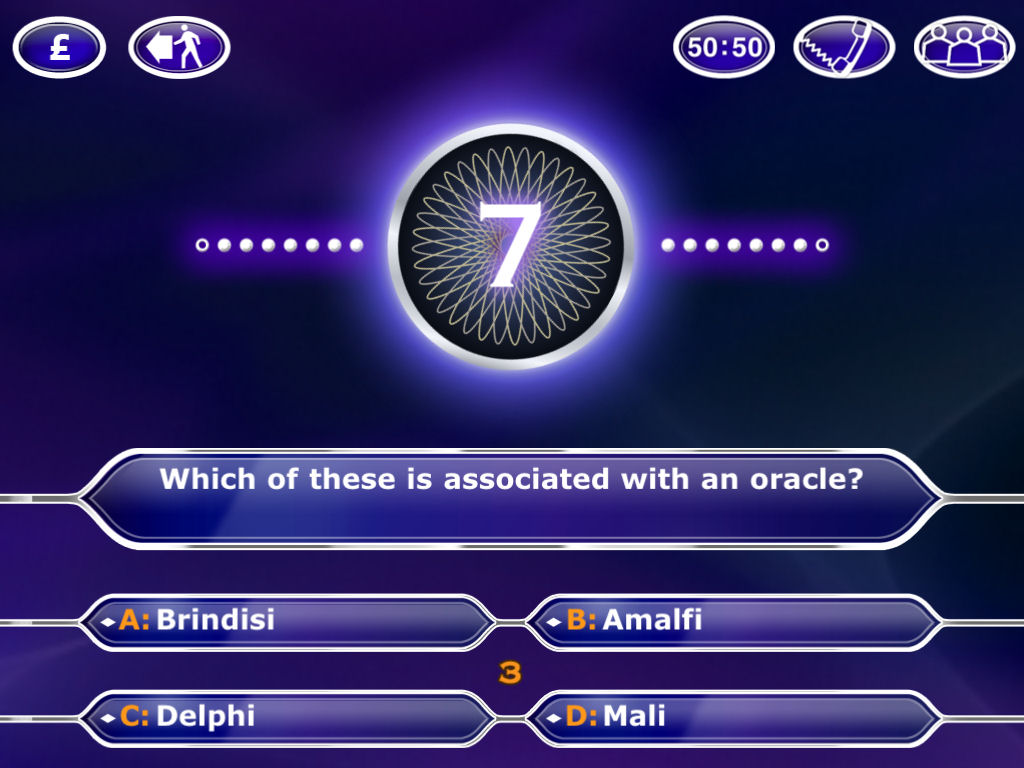 £
50:50
7
Which of these is associated with an oracle?
A: Brindisi
B: Amalfi
3
C: Delphi
D: Mali